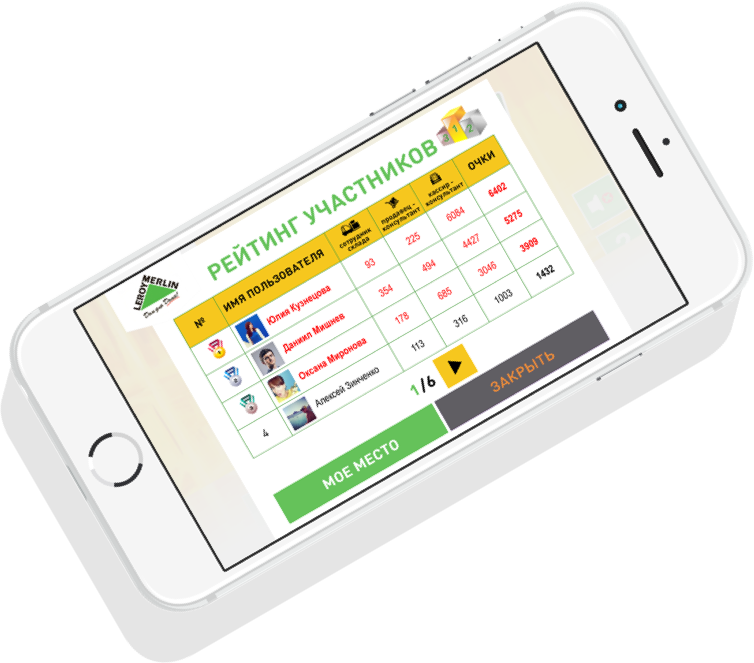 LEROY MERLIN
Дом для Дома!
РЕЙТИНГ УЧАСТНИКОВ
1
2
3
№ ИМЯ ПОЛЬЗОВАТЕЛЯ сотрудник склада продавец - консультант кассир - консультант ОЧКИ
Юлия Кузнецова 93 225 6084 6402
Даниил Мишнев 354 494 4427 5275
Оксана Миронова 178 685 3046 3909
4 Алексей Зинченко 113 316 1003 1432
1/6
МОЕ МЕСТО
ЗАКРЫТЬ